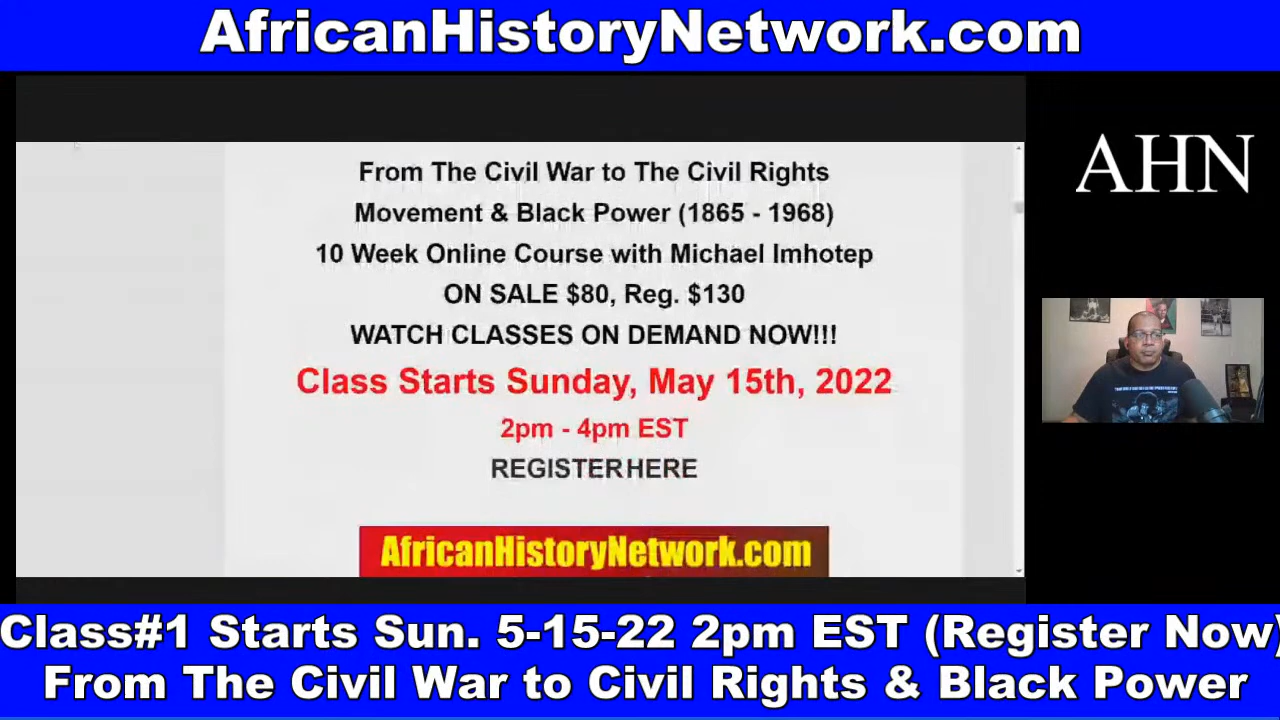 AfricanHistoryNetwork.com
From The Civil War to The Civil Rights
Movement & Black Power (1865 - 1968)
10 Week Online Course with Michael Imhotep
ON SALE $80, Reg. $130
WATCH CLASSES ON DEMAND NOW!!!
Class Starts Sunday, May 15th, 2022
2pm - 4pm EST
REGISTER HERE
AfricanHistoryNetwork.com
AHN
Class#1 Starts Sun. 5-15-22 2pm EST (Register Now)
From The Civil War to Civil Rights & Black Power